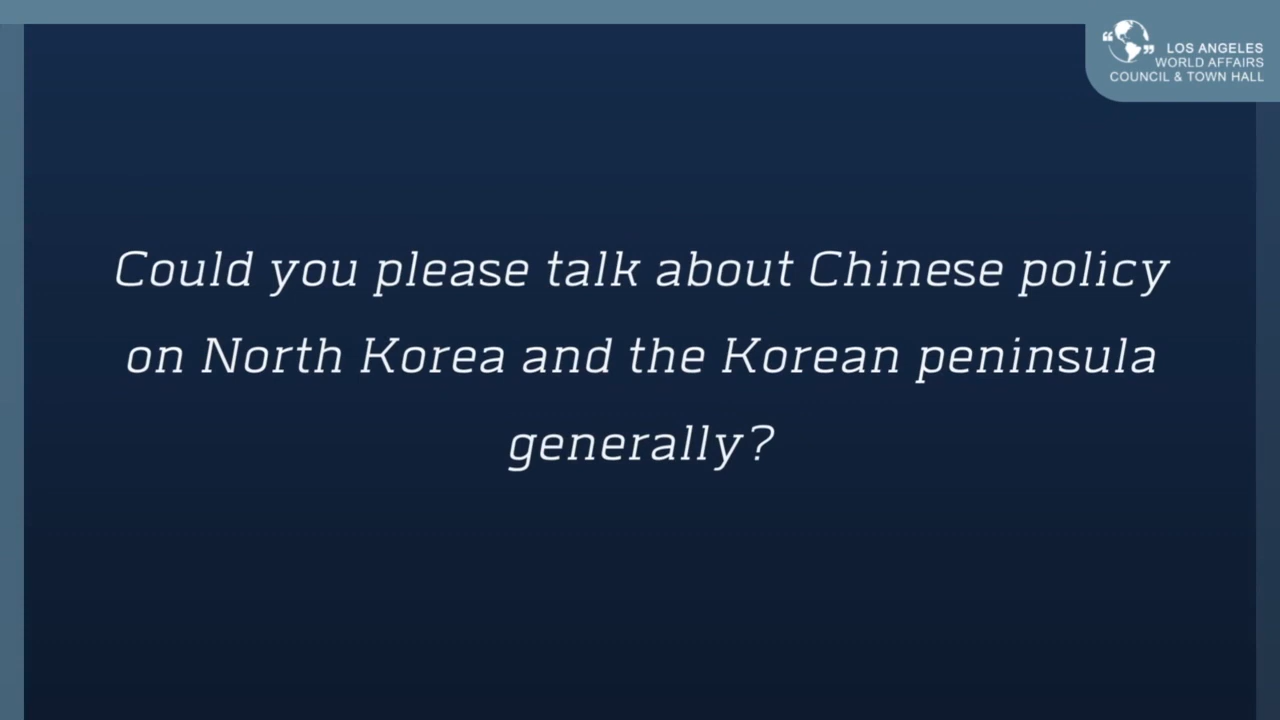 LOS ANGELES
WORLD AFFAIRS
COUNCIL & TOWN HALL
Could you please talk about Chinese policy
on North Korea and the Korean peninsula
generally?